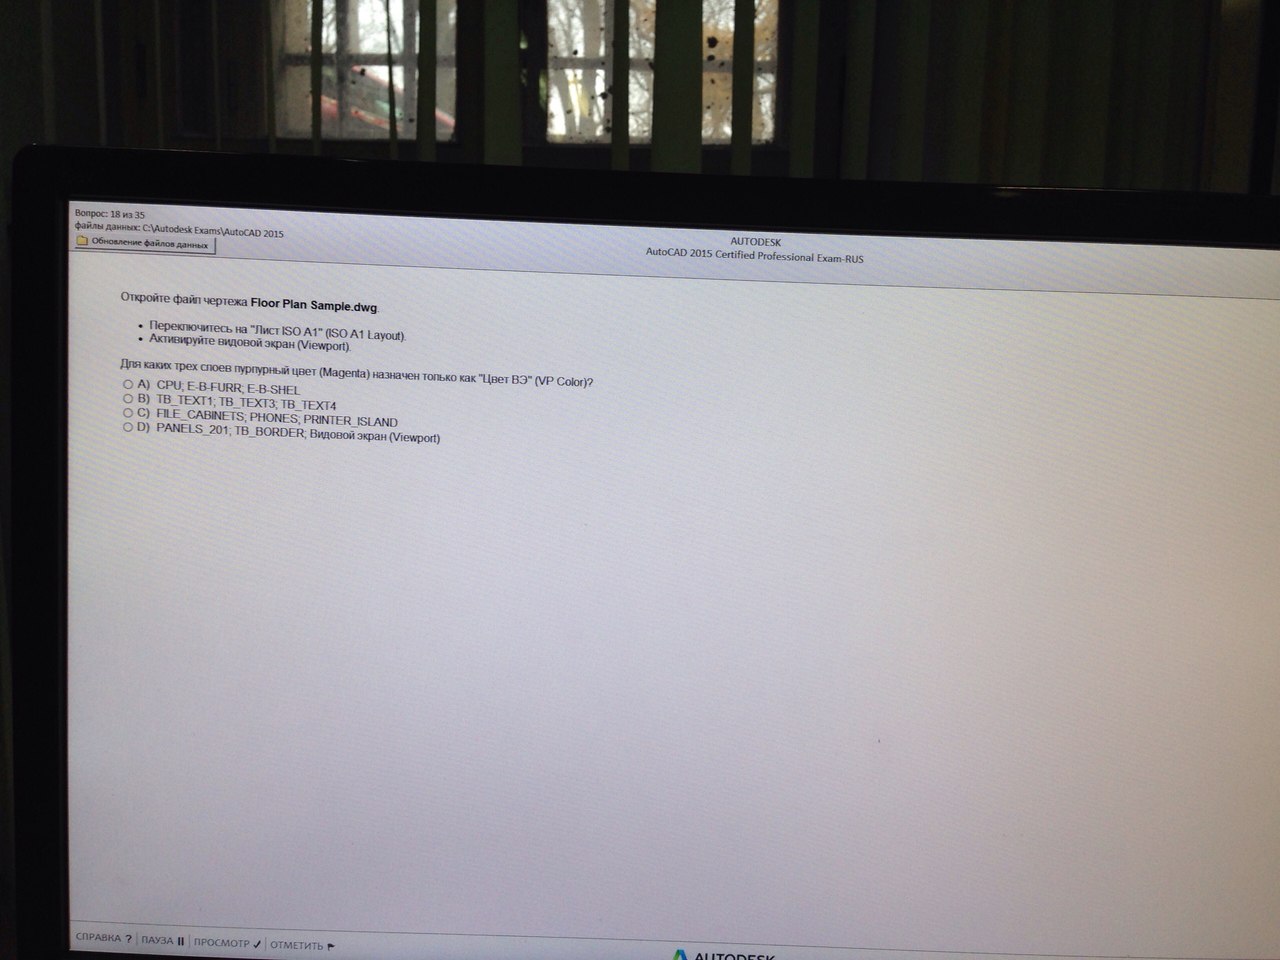 Вопрос: 18 из 35
файлы данных: C:\Autodesk Exams\AutoCAD 2015
Обновление файлов данных
AUTODESK
AutoCAD 2015 Certified Professional Exam-RUS
Откройте файл чертежа Floor Plan Sample.dwg.
• Переключитесь на "Лист ISO A1" (ISO A1 Layout).
• Активируйте видовой экран (Viewport).
Для каких трех слоев пурпурный цвет (Magenta) назначен только как "Цвет ВЭ" (VP Color)?
A) CPU; E-B-FURR; E-B-SHEL
B) TB_TEXT1; TB_TEXT3; TB_TEXT4
C) FILE_CABINETS; PHONES; PRINTER_ISLAND
D) PANELS_201; TB_BORDER; Видовой экран (Viewport)
СПРАВКА ? ПАУЗА ПРОСМОТР ОТМЕТИТЬ
AUTODESK